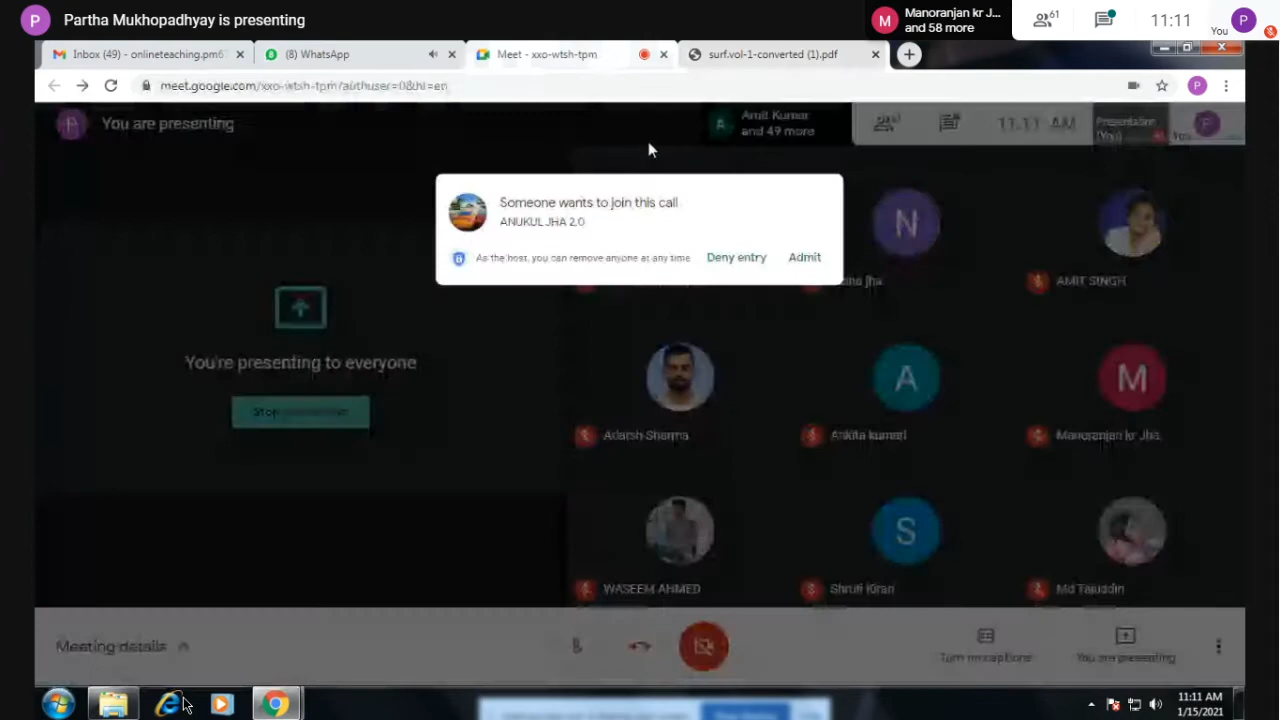 P
Partha Mukhopadhyay is presenting
M
Manoranjan kr J...
and 58 more
61
11:11
P
You
Inbox (49) - onlineteaching.pm6
(8) WhatsApp
Meet - xxo-wtsh-tpm
surf.vol-1-converted (1).pdf
meet.google.com/xxo-wtsh-tpm/?authuser=0&hl=en
P
You are presenting
A
Amit Kumar
and 49 more
11:11 AM
Presentation
(You)
You
P
Someone wants to join this call
ANUKUL JHA 2.0
As the host, you can remove anyone at any time
Deny entry
Admit
N
jha
AMIT SINGH
You're presenting to everyone
Stop
A
M
Adarsh Sharma
Ankita kumari
Manoranjan kr Jha
S
WASEEM AHMED
Shruti Kiran
Md Tajuddin
Meeting details
Turn on captions
You are presenting
11:11 AM
1/15/2021